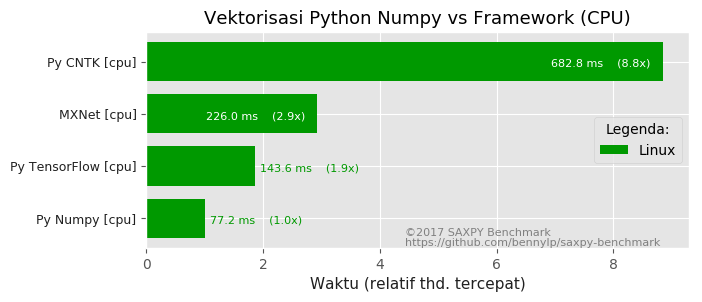 Vektorisasi Python Numpy vs Framework (CPU)
Py CNTK [cpu]
682.8 ms (8.8x)
MXNet [cpu]
226.0 ms (2.9x)
Py TensorFlow [cpu]
143.6 ms (1.9x)
Py Numpy [cpu]
77.2 ms (1.0x)
Legenda:
Linux
©2017 SAXPY Benchmark
https://github.com/bennylp/saxpy-benchmark
0 2 4 6 8
Waktu (relatif thd. tercepat)